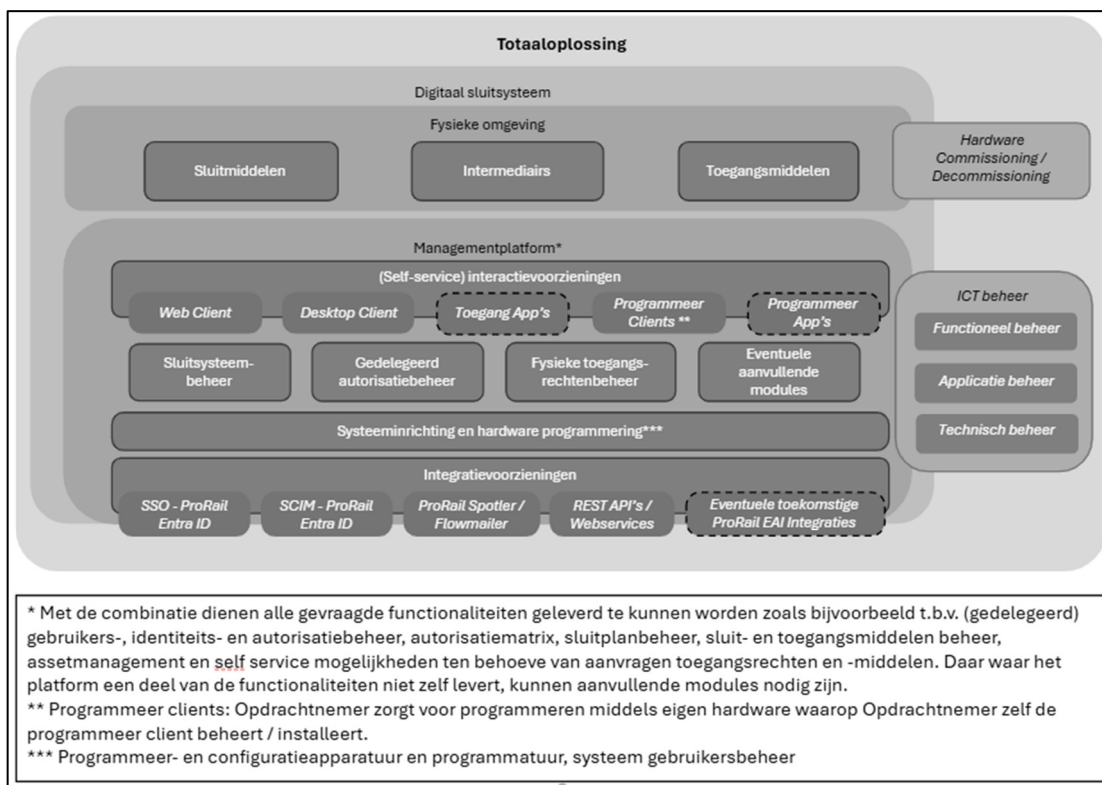 Totaaloplossing
Digitaal sluitsysteem
Fysieke omgeving
Sluitmiddelen
Intermediairs
Toegangsmiddelen
Hardware
Commissioning /
Decommissioning
Managementplatform*
(Self-service) interactievoorzieningen
Web Client
Desktop Client
Toegang App's
Programmeer
Clients **
Programmeer
App's
Sluitsysteem-
beheer
Gedelegeerd
autorisatiebeheer
Fysieke toegangs-
rechtenbeheer
Eventuele
aanvullende
modules
Systeeminrichting en hardware programmering***
Integratievoorzieningen
SSO - ProRail
Entra ID
SCIM - ProRail
Entra ID
ProRail Spotler /
Flowmailer
REST API's /
Webservices
Eventuele toekomstige
ProRail EAI Integraties
ICT beheer
Functioneel beheer
Applicatie beheer
Technisch beheer
* Met de combinatie dienen alle gevraagde functionaliteiten geleverd te kunnen worden zoals bijvoorbeeld t.b.v. (gedelegeerd)
gebruikers-, identiteits- en autorisatiebeheer, autorisatiematrix, sluitplanbeheer, sluit- en toegangsmiddelen beheer,
assetmanagement en self service mogelijkheden ten behoeve van aanvragen toegangsrechten en -middelen. Daar waar het
platform een deel van de functionaliteiten niet zelf levert, kunnen aanvullende modules nodig zijn.
** Programmeer clients: Opdrachtnemer zorgt voor programmeren middels eigen hardware waarop Opdrachtnemer zelf de
programmeer client beheert / installeert.
*** Programmeer- en configuratieapparatuur en programmatuur, systeem gebruikersbeheer